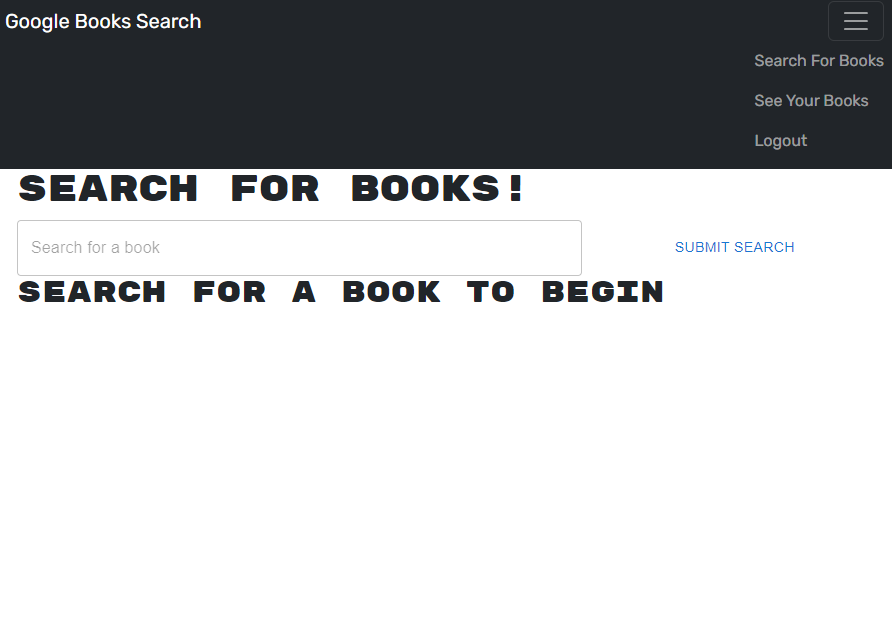 Google Books Search
Search For Books
See Your Books
Logout
SEARCH FOR BOOKS!
Search for a book
SUBMIT SEARCH
SEARCH FOR A BOOK TO BEGIN